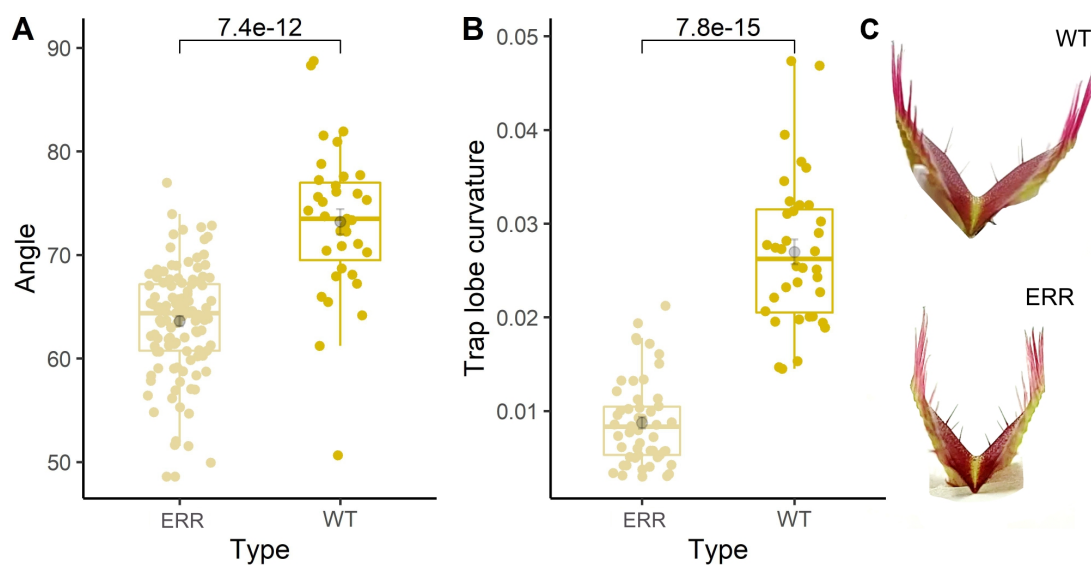 A
7.4e-12
90
80
70
60
50
Angle
ERR
WT
Type
B
7.8e-15
0.05
0.04
0.03
0.02
0.01
Trap lobe curvature
ERR
WT
Type
C
WT
ERR